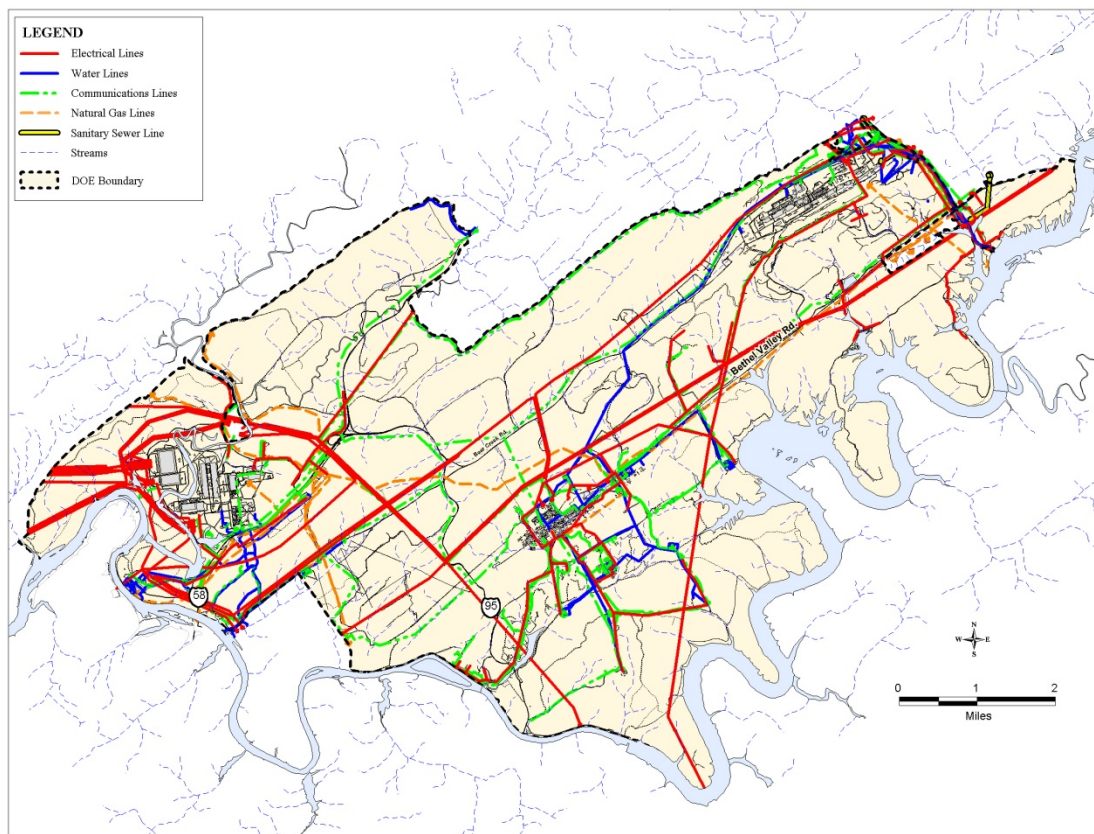 LEGEND
Electrical Lines
Water Lines
Communications Lines
Natural Gas Lines
Sanitary Sewer Line
Streams
DOE Boundary
Bethel Valley Rd.
Bear Creek Rd.
58
95
N
W E
S
0 1 2
Miles